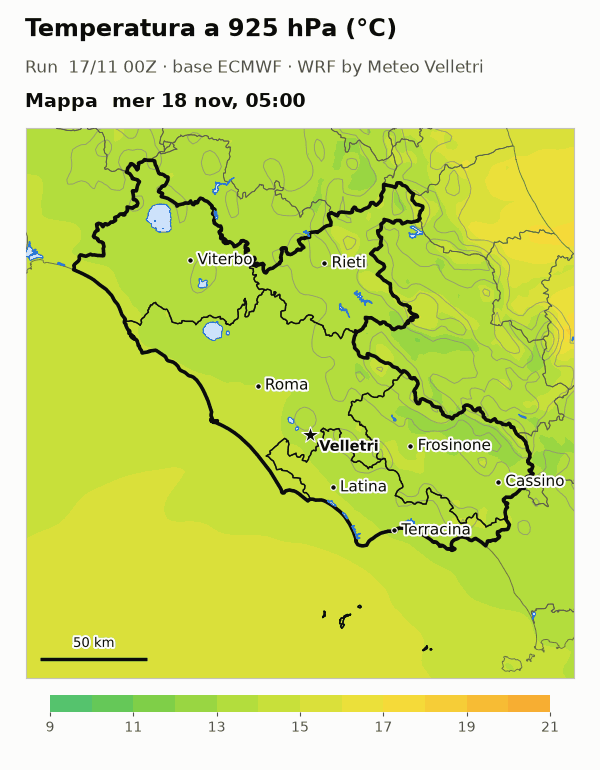 Temperatura a 925 hPa (°C)
Run  17/11 00Z · base ECMWF · WRF by Meteo Velletri
Mappa  mer 18 nov, 05:00
Viterbo
Rieti
Roma
Velletri
Frosinone
Latina
Cassino
Terracina
50 km
9 11 13 15 17 19 21